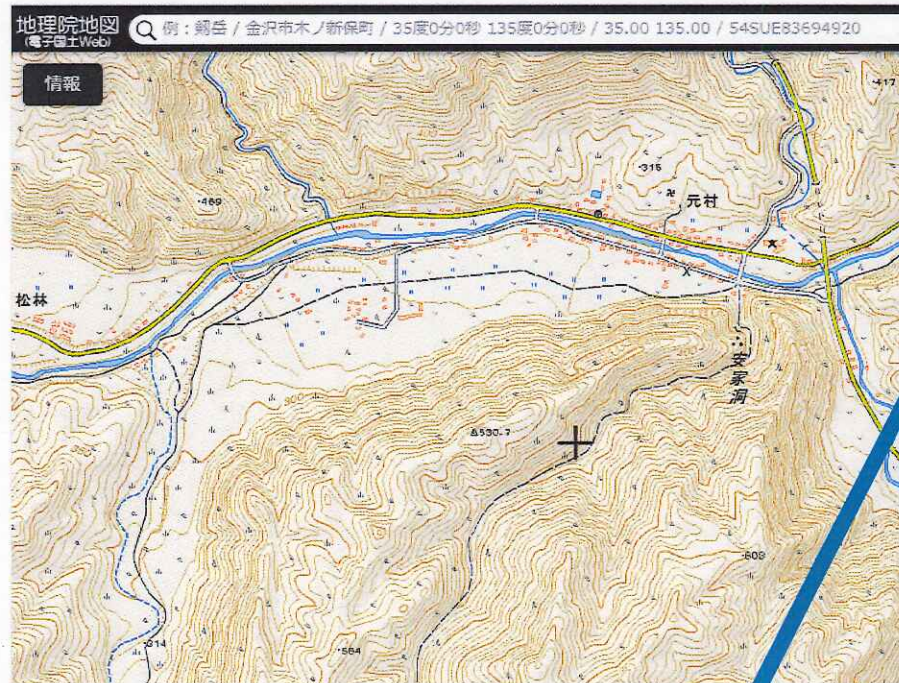 地理院地図
(電子国土Web)
例：剱岳 / 金沢市木ノ新保町 / 35度0分0秒 135度0分0秒 / 35.00 135.00 / 54SUE83694920
情報
・417
・315
元村
・469
松林
安家洞
530.7
・609
・314
・564